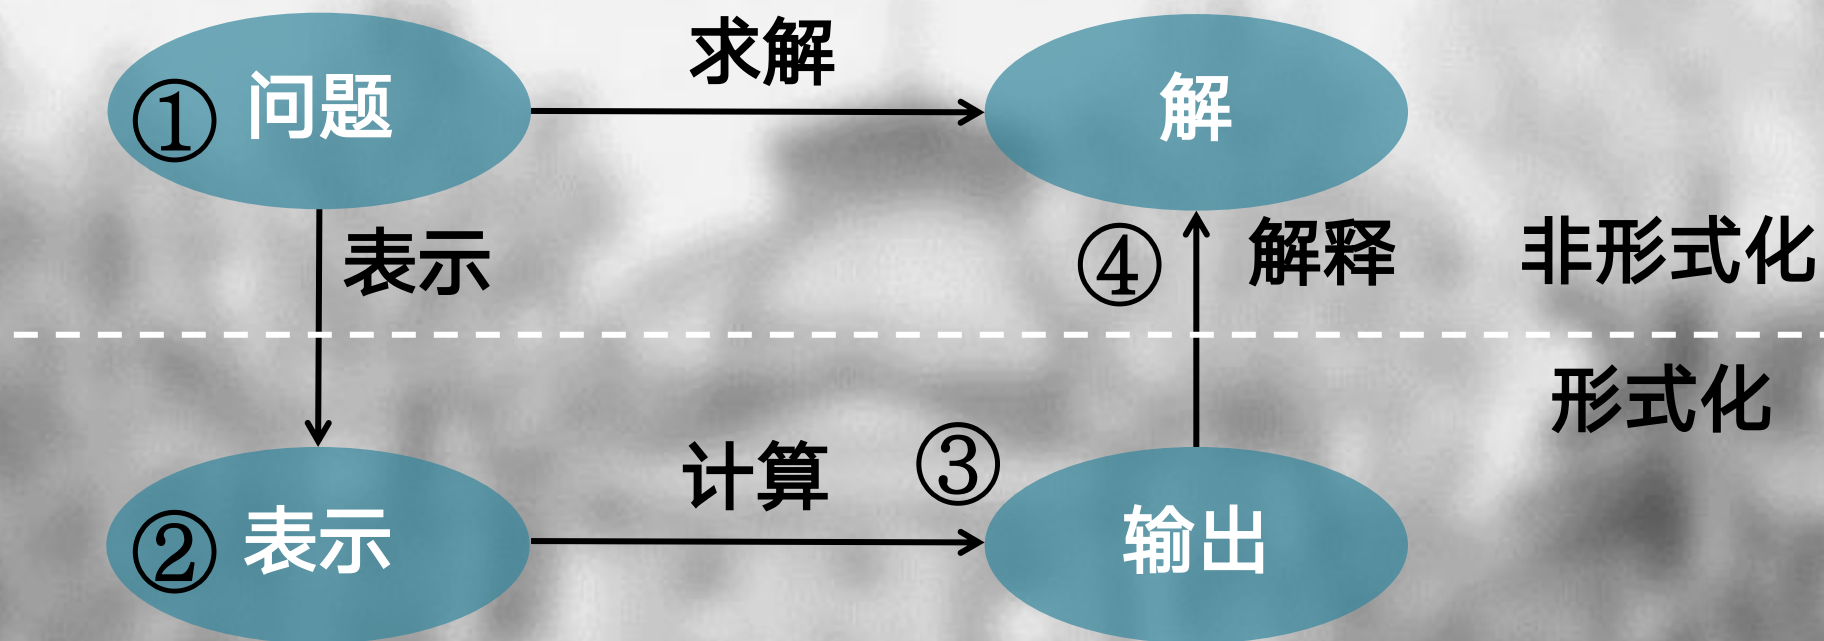 求解
① 问题
解
表示
④ 解释
非形式化
形式化
计算 ③
② 表示
输出